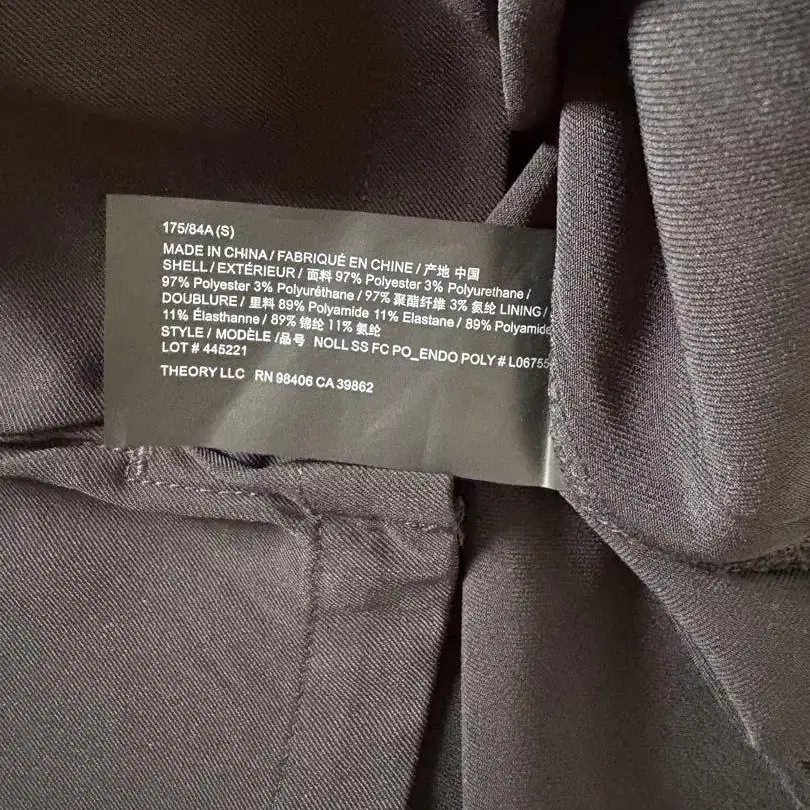 175/84A (S)
MADE IN CHINA / FABRIQUÉ EN CHINE / 产地 中国
SHELL / EXTÉRIEUR / 面料 97% Polyester 3% Polyurethane /
97% Polyester 3% Polyuréthane / 97% 聚酯纤维 3% 氨纶 LINING /
DOUBLURE / 里料 89% Polyamide 11% Elastane / 89% Polyamide
11% Élasthanne / 89% 锦纶 11% 氨纶
STYLE / MODÈLE /品号 NOLL SS FC PO_ENDO POLY # L06755
LOT # 445221
THEORY LLC RN 98406 CA 39862